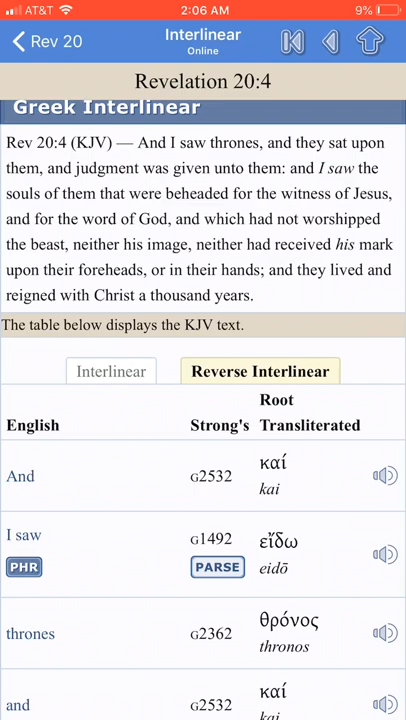 AT&T 2:06 AM 9%
Rev 20 Interlinear
Online
Revelation 20:4
Greek Interlinear
Rev 20:4 (KJV) — And I saw thrones, and they sat upon
them, and judgment was given unto them: and I saw the
souls of them that were beheaded for the witness of Jesus,
and for the word of God, and which had not worshipped
the beast, neither his image, neither had received his mark
upon their foreheads, or in their hands; and they lived and
reigned with Christ a thousand years.
The table below displays the KJV text.
Interlinear Reverse Interlinear
English Strong's Root
Transliterated
And G2532 καί
kai
I saw G1492 εἴδω
PHR PARSE eidō
thrones G2362 θρόνος
thronos
and G2532 καί
kai